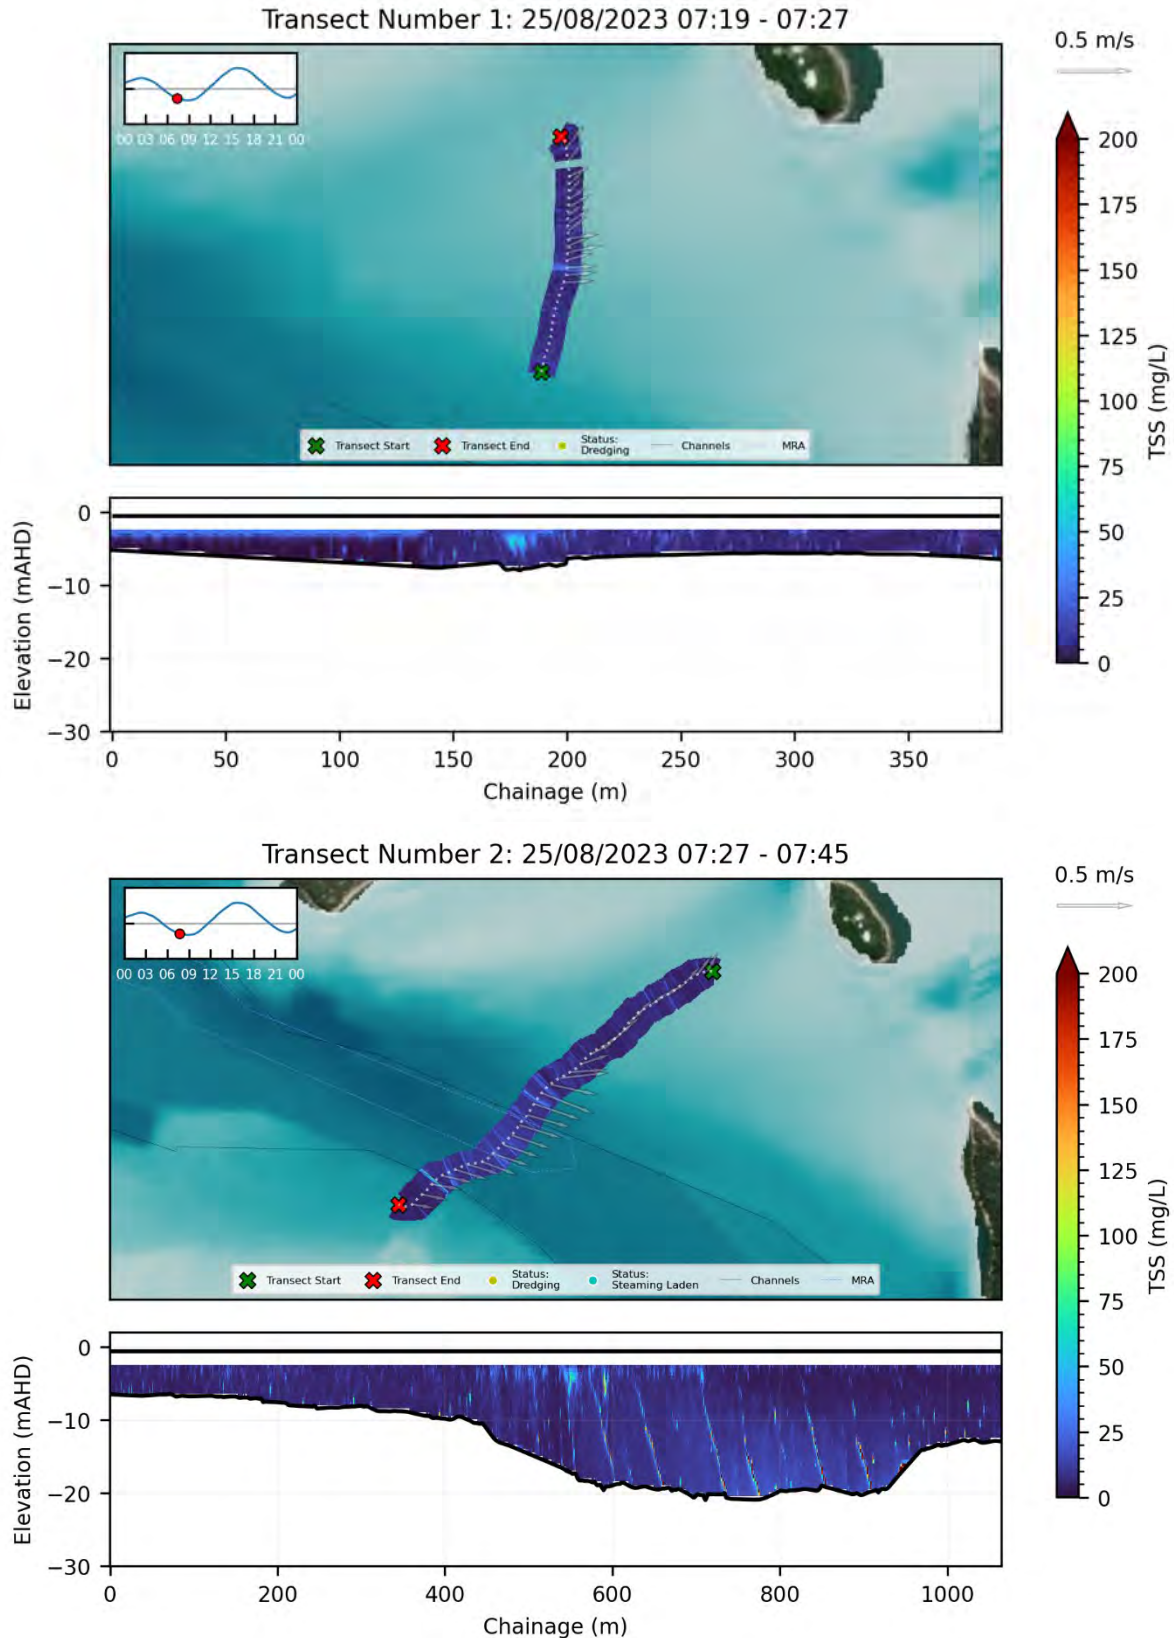 Transect Number 1: 25/08/2023 07:19 - 07:27
0.5 m/s
00 03 06 09 12 15 18 21 00
Transect Start
Transect End
Status:
Dredging
Channels
MRA
200
175
150
125
100
75
50
25
0
TSS (mg/L)
Elevation (mAHD)
0
−10
−20
−30
0 50 100 150 200 250 300 350
Chainage (m)
Transect Number 2: 25/08/2023 07:27 - 07:45
0.5 m/s
00 03 06 09 12 15 18 21 00
Transect Start
Transect End
Status:
Dredging
Status:
Steaming Laden
Channels
MRA
200
175
150
125
100
75
50
25
0
TSS (mg/L)
Elevation (mAHD)
0
−10
−20
−30
0 200 400 600 800 1000
Chainage (m)